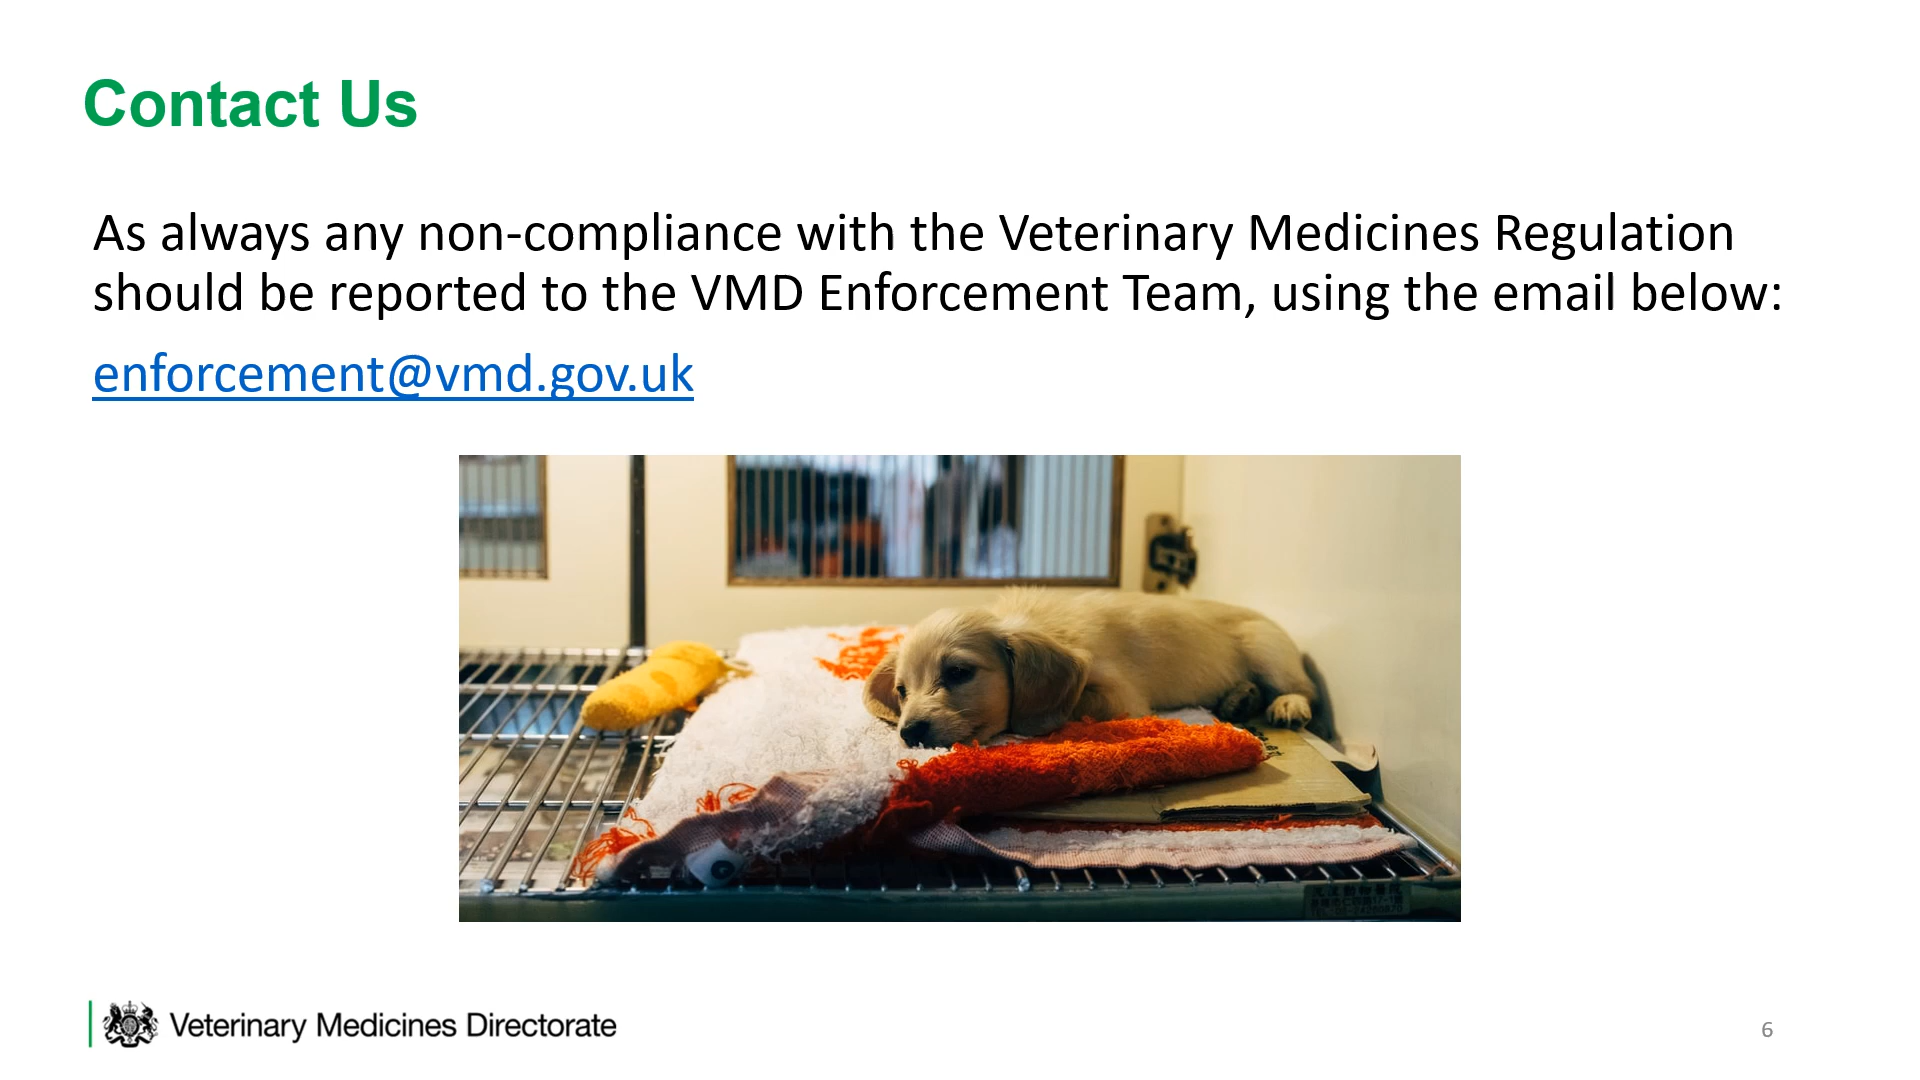 Contact Us
As always any non-compliance with the Veterinary Medicines Regulation
should be reported to the VMD Enforcement Team, using the email below:
enforcement@vmd.gov.uk
Veterinary Medicines Directorate
6